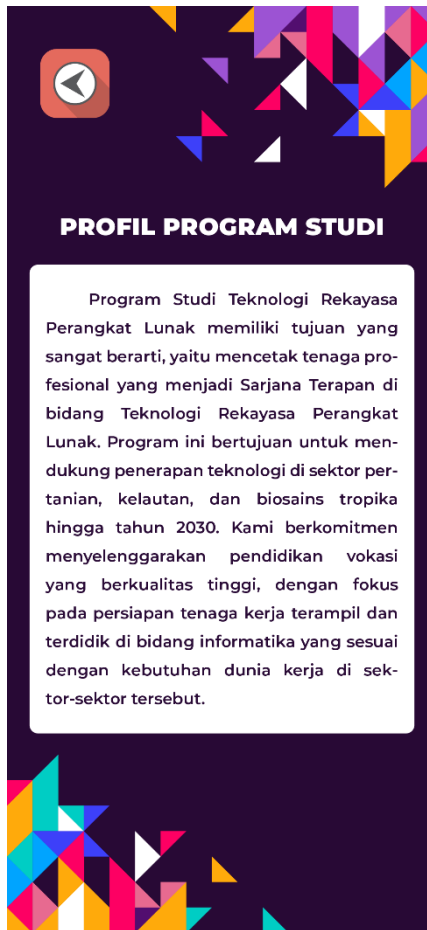 PROFIL PROGRAM STUDI
Program Studi Teknologi Rekayasa
Perangkat Lunak memiliki tujuan yang
sangat berarti, yaitu mencetak tenaga pro-
fesional yang menjadi Sarjana Terapan di
bidang Teknologi Rekayasa Perangkat
Lunak. Program ini bertujuan untuk men-
dukung penerapan teknologi di sektor per-
tanian, kelautan, dan biosains tropika
hingga tahun 2030. Kami berkomitmen
menyelenggarakan pendidikan vokasi
yang berkualitas tinggi, dengan fokus
pada persiapan tenaga kerja terampil dan
terdidik di bidang informatika yang sesuai
dengan kebutuhan dunia kerja di sek-
tor-sektor tersebut.